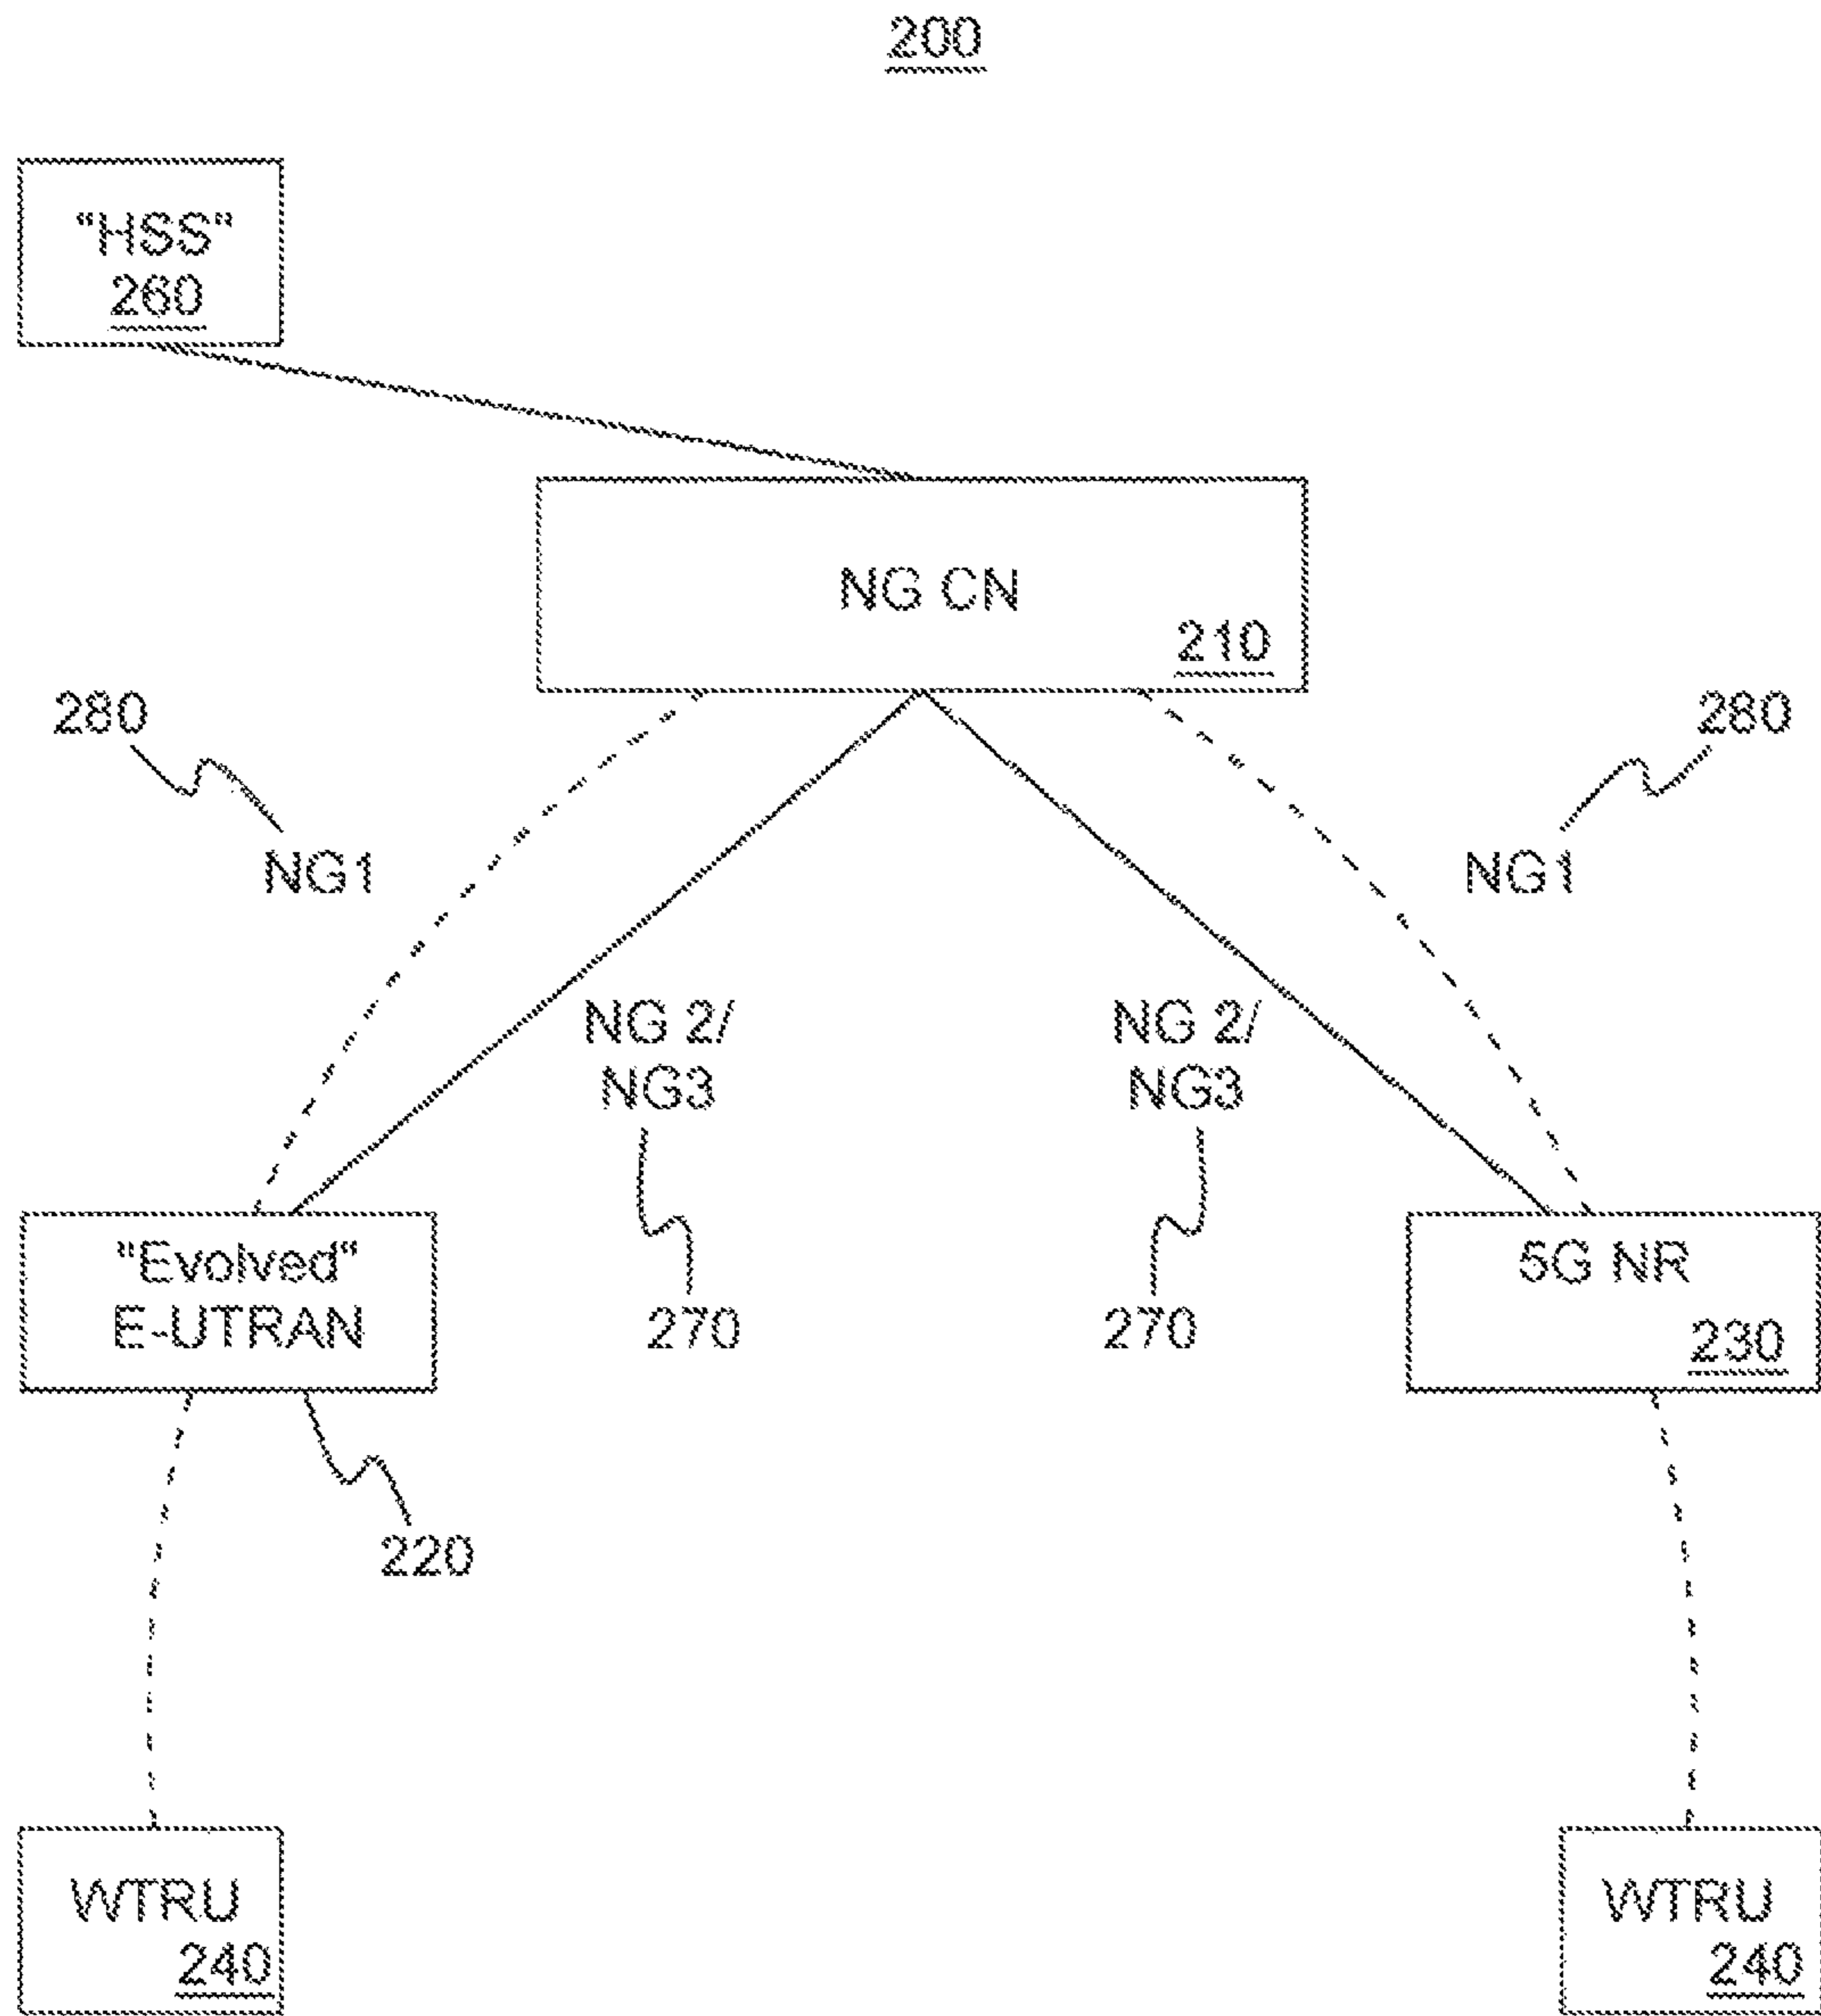 200
"HSS"
260
NG CN
210
280
280
NG1
NG1
NG 2/
NG3
NG 2/
NG3
"Evolved"
E-UTRAN
5G NR
230
270
270
220
WTRU
240
WTRU
240